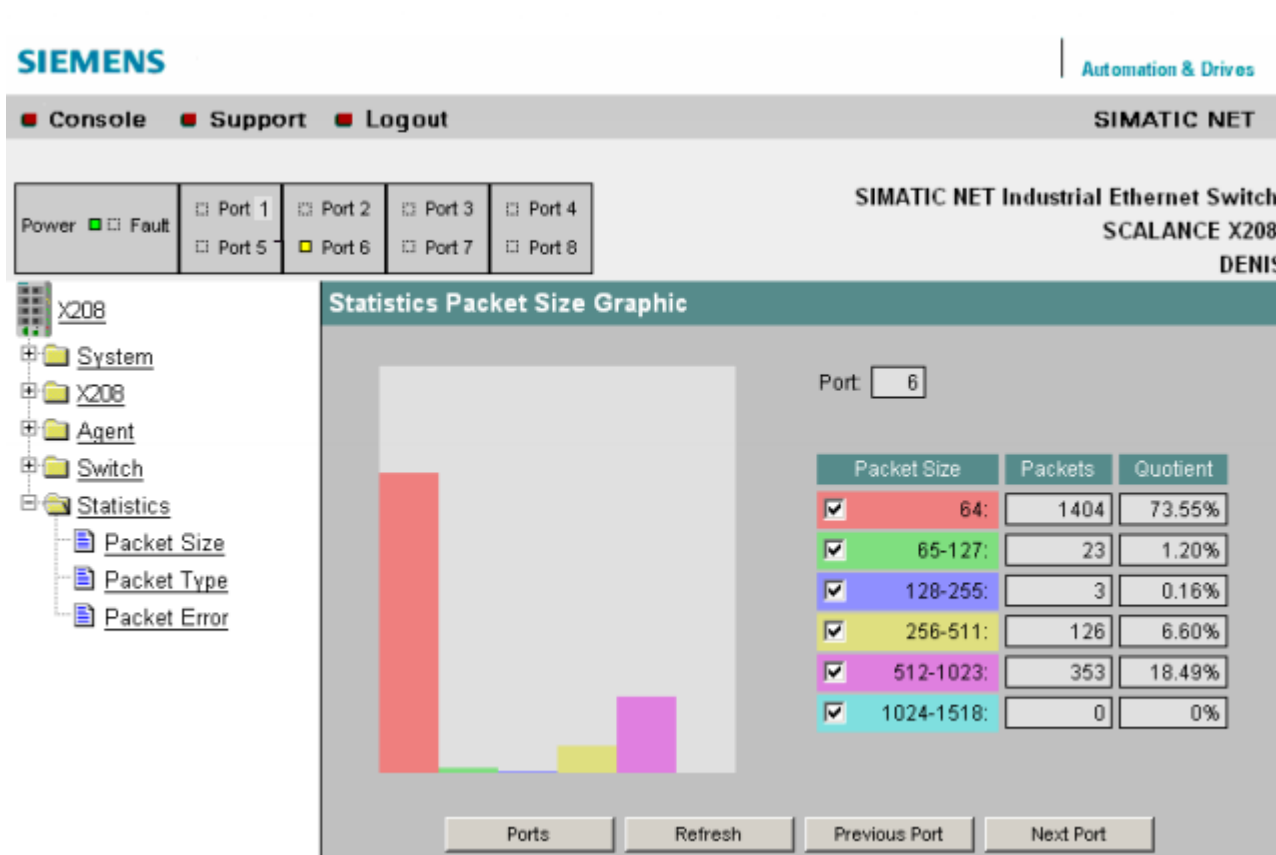 SIEMENS
Automation & Drives
Console Support Logout SIMATIC NET
Power Fault Port 1 Port 2 Port 3 Port 4
Port 5 Port 6 Port 7 Port 8
SIMATIC NET Industrial Ethernet Switch
SCALANCE X208
DENIS
X208
System
X208
Agent
Switch
Statistics
Packet Size
Packet Type
Packet Error
Statistics Packet Size Graphic
Port: 6
Packet Size Packets Quotient
64: 1404 73.55%
65-127: 23 1.20%
128-255: 3 0.16%
256-511: 126 6.60%
512-1023: 353 18.49%
1024-1518: 0 0%
Ports Refresh Previous Port Next Port